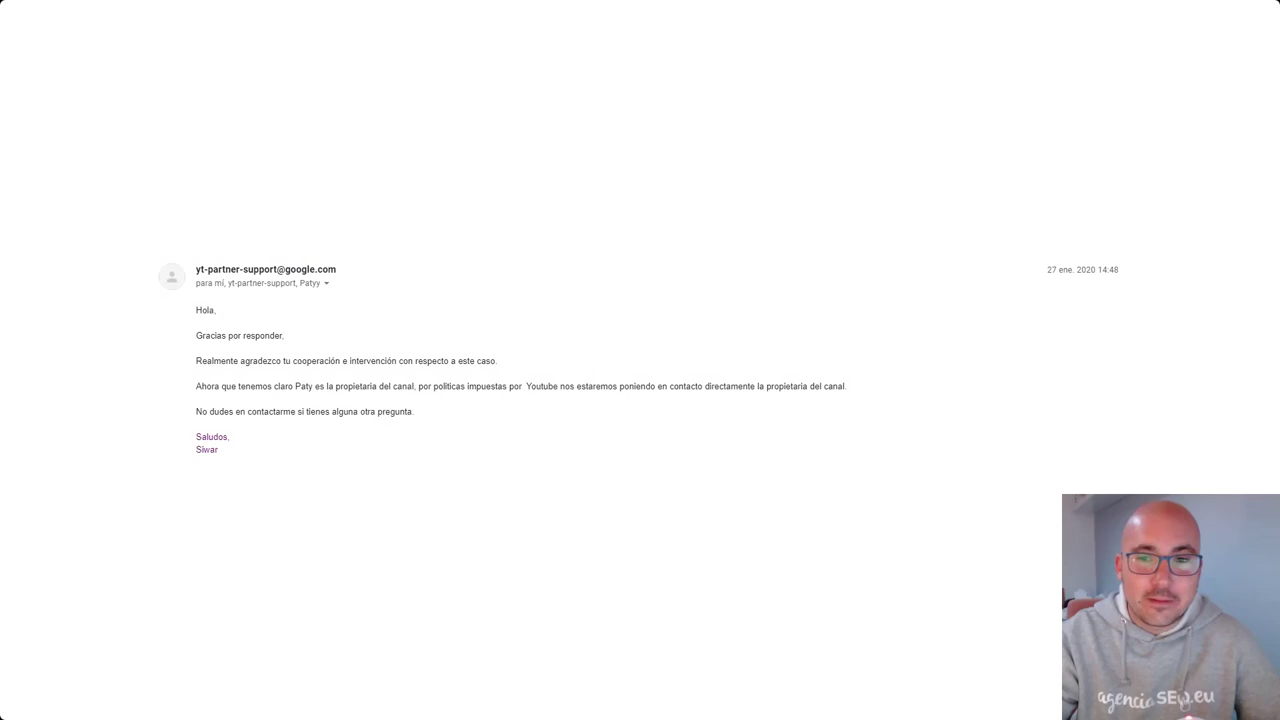 yt-partner-support@google.com
27 ene. 2020 14:48
para mí, yt-partner-support, Patyy
Hola,
Gracias por responder,
Realmente agradezco tu cooperación e intervención con respecto a este caso.
Ahora que tenemos claro Paty es la propietaria del canal, por políticas impuestas por Youtube nos estaremos poniendo en contacto directamente la propietaria del canal.
No dudes en contactarme si tienes alguna otra pregunta.
Saludos,
Siwar
agencia SEO.eu